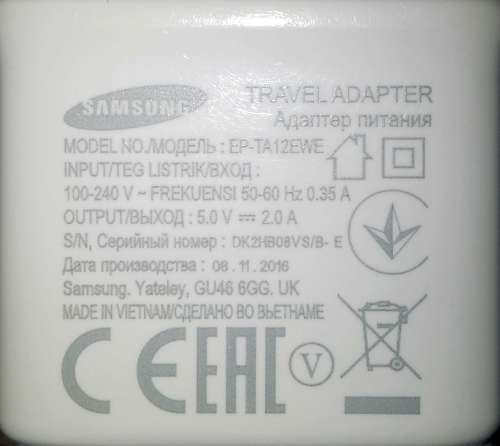 SAMSUNG
TRAVEL ADAPTER
Адаптер питания
MODEL NO./МОДЕЛЬ : EP-TA12EWE
INPUT/TEG LISTRIK/ВХОД :
100-240 V ~ FREKUENSI 50-60 Hz 0.35 A
OUTPUT/ВЫХОД : 5.0 V ⎓ 2.0 A
S/N, Серийный номер : DK2HB08VS/B- E
Дата производства : 08 . 11 . 2016
Samsung. Yateley, GU46 6GG. UK
MADE IN VIETNAM/СДЕЛАНО ВО ВЬЕТНАМЕ
CE EAC V